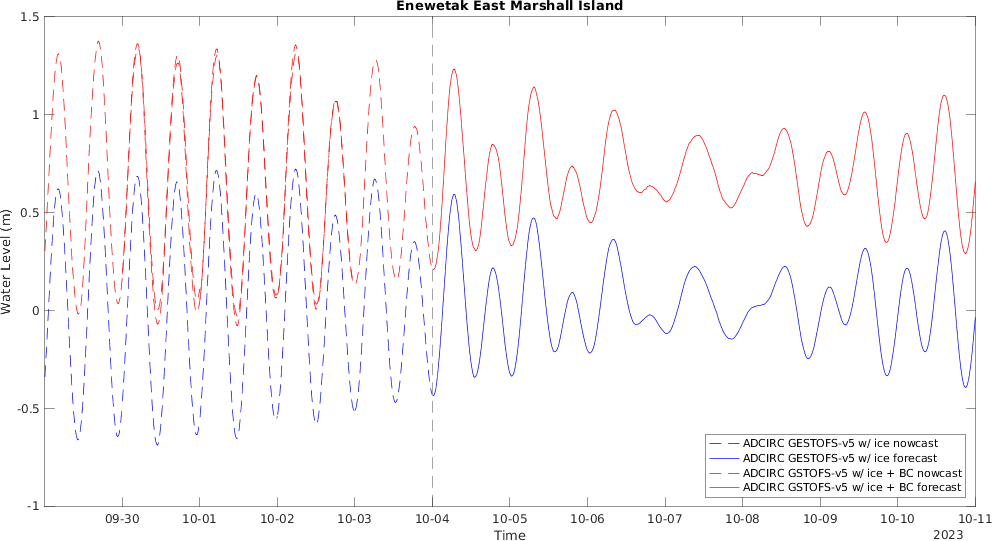 Enewetak East Marshall Island
1.5
1
0.5
0
-0.5
-1
Water Level (m)
09-30 10-01 10-02 10-03 10-04 10-05 10-06 10-07 10-08 10-09 10-10 10-11
Time
2023
ADCIRC GESTOFS-v5 w/ ice nowcast
ADCIRC GESTOFS-v5 w/ ice forecast
ADCIRC GSTOFS-v5 w/ ice + BC nowcast
ADCIRC GSTOFS-v5 w/ ice + BC forecast